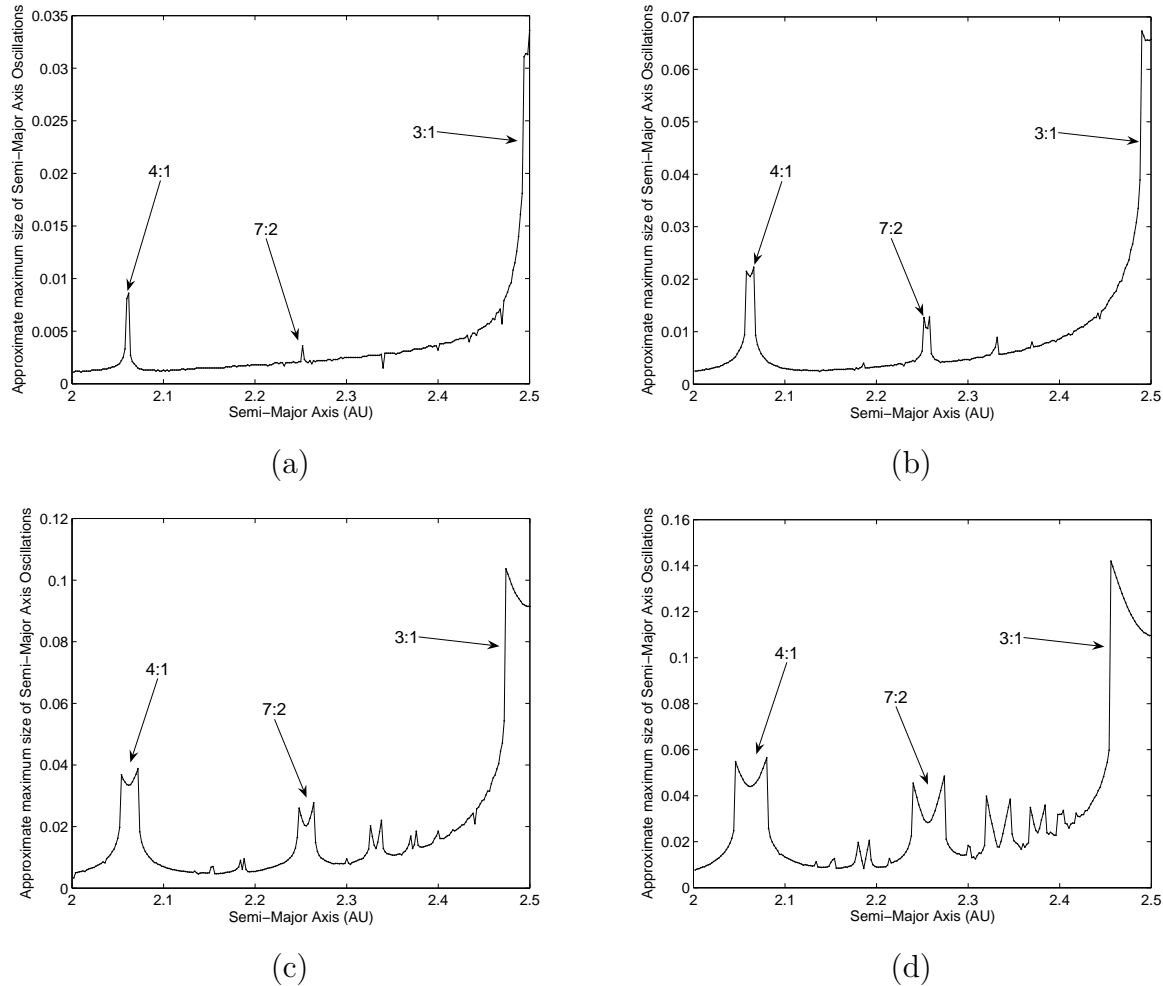 Approximate maximum size of Semi-Major Axis Oscillations
0.035
0.03
0.025
0.02
0.015
0.01
0.005
0
4:1
7:2
3:1
2 2.1 2.2 2.3 2.4 2.5
Semi-Major Axis (AU)
(a)
Approximate maximum size of Semi-Major Axis Oscillations
0.07
0.06
0.05
0.04
0.03
0.02
0.01
0
4:1
7:2
3:1
2 2.1 2.2 2.3 2.4 2.5
Semi-Major Axis (AU)
(b)
Approximate maximum size of Semi-Major Axis Oscillations
0.12
0.1
0.08
0.06
0.04
0.02
0
4:1
7:2
3:1
2 2.1 2.2 2.3 2.4 2.5
Semi-Major Axis (AU)
(c)
Approximate maximum size of Semi-Major Axis Oscillations
0.16
0.14
0.12
0.1
0.08
0.06
0.04
0.02
0
4:1
7:2
3:1
2 2.1 2.2 2.3 2.4 2.5
Semi-Major Axis (AU)
(d)